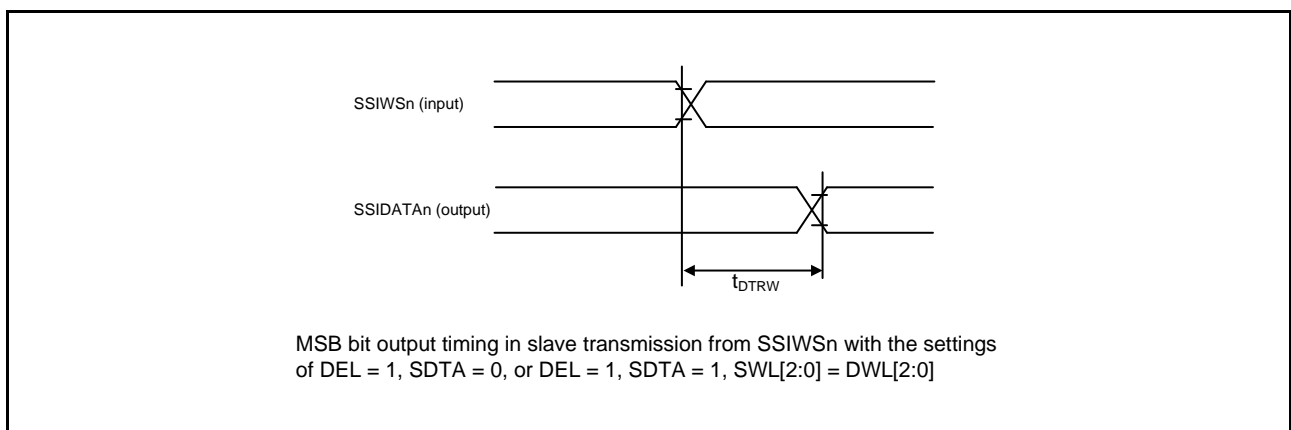 SSIWSn (input)
SSIDATAn (output)
tDTRW
MSB bit output timing in slave transmission from SSIWSn with the settings
of DEL = 1, SDTA = 0, or DEL = 1, SDTA = 1, SWL[2:0] = DWL[2:0]